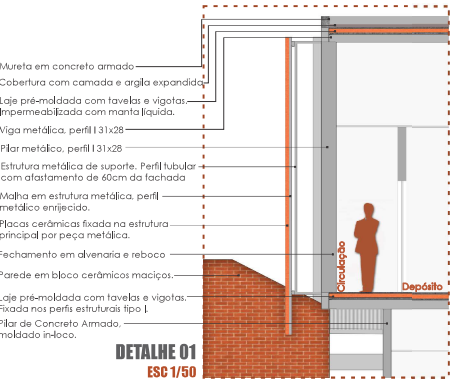 Mureta em concreto armado
Cobertura com camada e argila expandida
Laje pré-moldada com tavelas e vigotas.
Impermeabilizada com manta líquida.
Viga metálica, perfil I 31x28
Pilar metálico, perfil I 31x28
Estrutura metálica de suporte. Perfil tubular
com afastamento de 60cm da fachada
Malha em estrutura metálica, perfil
metálico enrijecido.
Placas cerâmicas fixada na estrutura
principal por peça metálica.
Fechamento em alvenaria e reboco
Parede em bloco cerâmicos maciços.
Laje pré-moldada com tavelas e vigotas.
Fixada nos perfis estruturais tipo I.
Pilar de Concreto Armado,
moldado in-loco.
Circulação
Depósito
DETALHE 01
ESC 1/50